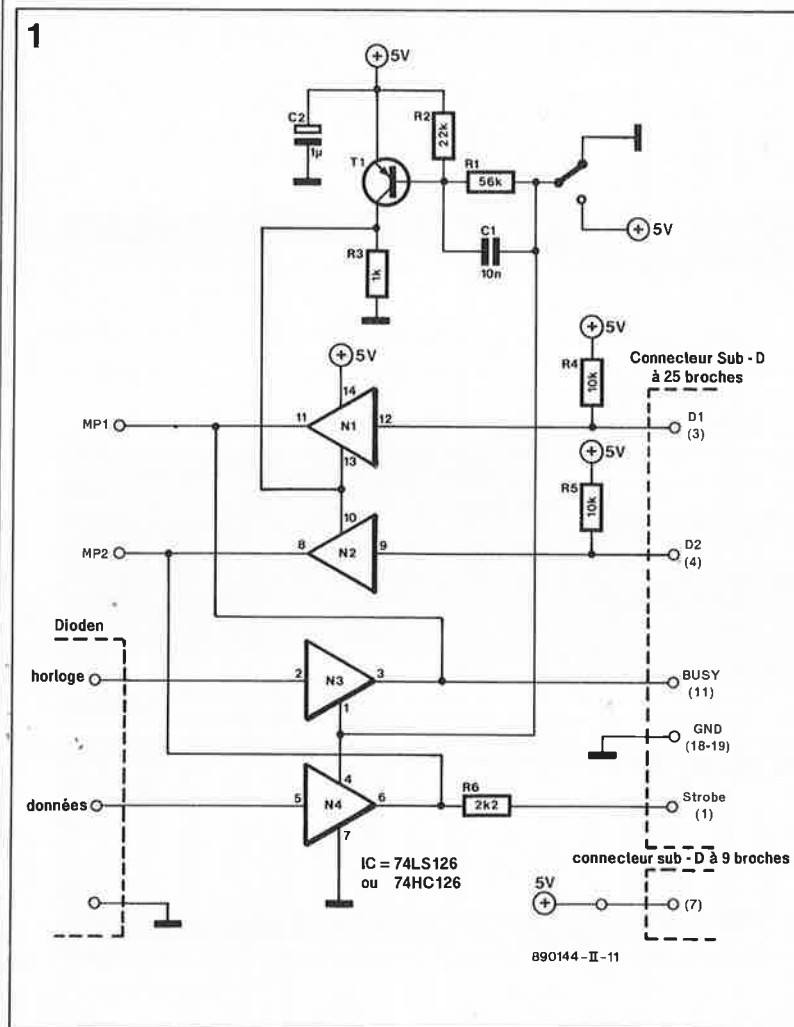 1
5V
C2
1µ
R2
22k
T1
R1
56k
C1
10n
5V
R3
1k
5V
5V
R4
10k
Connecteur Sub - D
à 25 broches
14
MP1
11
N1
12
D1
(3)
13
5V
R5
10k
10
MP2
8
N2
9
D2
(4)
Dioden
horloge
2
N3
3
BUSY
(11)
1
GND
(18-19)
4
données
5
N4
6
R6
2k2
Strobe
(1)
7
IC = 74LS126
ou 74HC126
connecteur sub - D à 9 broches
5V
(7)
890144-II-11